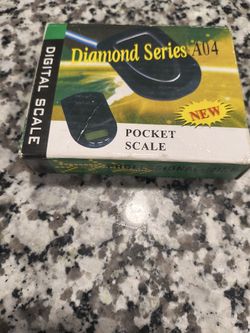 DIGITAL SCALE
Diamond Series A04
NEW
POCKET
SCALE